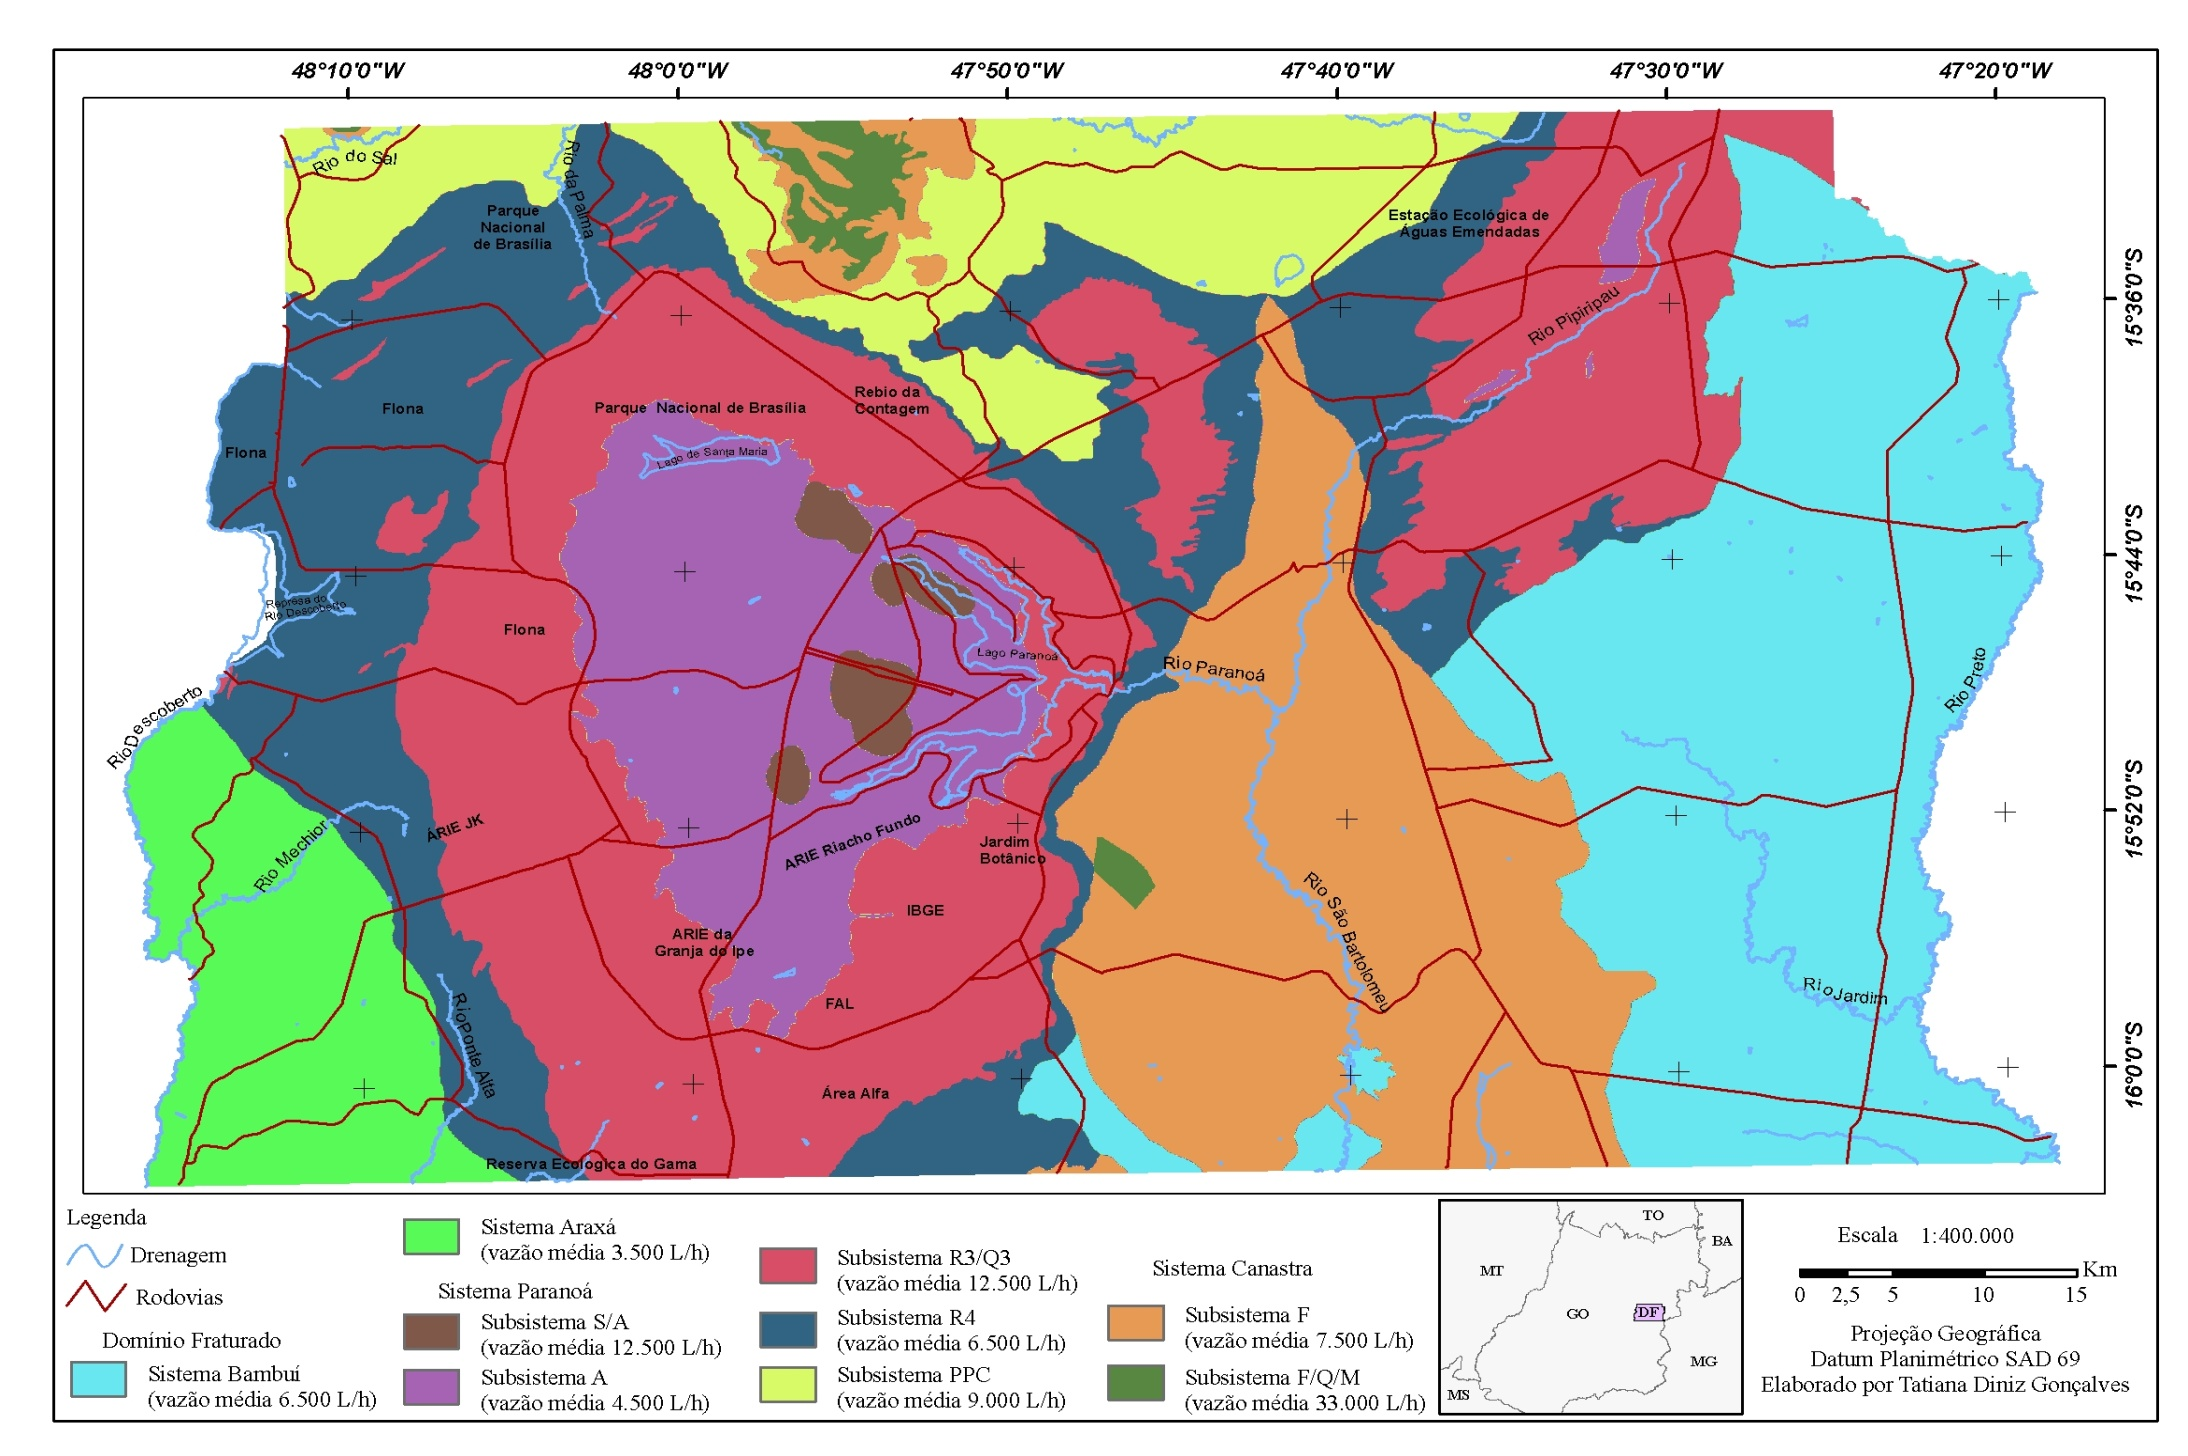 48°10'0"W
48°0'0"W
47°50'0"W
47°40'0"W
47°30'0"W
47°20'0"W
15°36'0"S
15°44'0"S
15°52'0"S
16°0'0"S
Rio do Sal
Rio da Palma
Parque
Nacional
de Brasília
Estação Ecológica de
Águas Emendadas
Rio Pipiripau
Rebio da
Contagem
Parque Nacional de Brasília
Flona
Flona
Lago de Santa Maria
Represa do
Rio Descoberto
Flona
Lago Paranoá
Rio Paranoá
Rio Preto
Rio Descoberto
Rio Mechior
ÁRIE JK
ARIE Riacho Fundo
Jardim
Botânico
IBGE
Rio São Bartolomeu
ARIE da
Granja do Ipe
FAL
Rio Jardim
Rio Ponte Alta
Área Alfa
Reserva Ecologica do Gama
Legenda
Drenagem
Rodovias
Domínio Fraturado
Sistema Bambuí
(vazão média 6.500 L/h)
Sistema Araxá
(vazão média 3.500 L/h)
Sistema Paranoá
Subsistema S/A
(vazão média 12.500 L/h)
Subsistema A
(vazão média 4.500 L/h)
Subsistema R3/Q3
(vazão média 12.500 L/h)
Subsistema R4
(vazão média 6.500 L/h)
Subsistema PPC
(vazão média 9.000 L/h)
Sistema Canastra
Subsistema F
(vazão média 7.500 L/h)
Subsistema F/Q/M
(vazão média 33.000 L/h)
TO
BA
MT
GO
DF
MG
MS
Escala 1:400.000
Km
0 2,5 5 10 15
Projeção Geográfica
Datum Planimétrico SAD 69
Elaborado por Tatiana Diniz Gonçalves